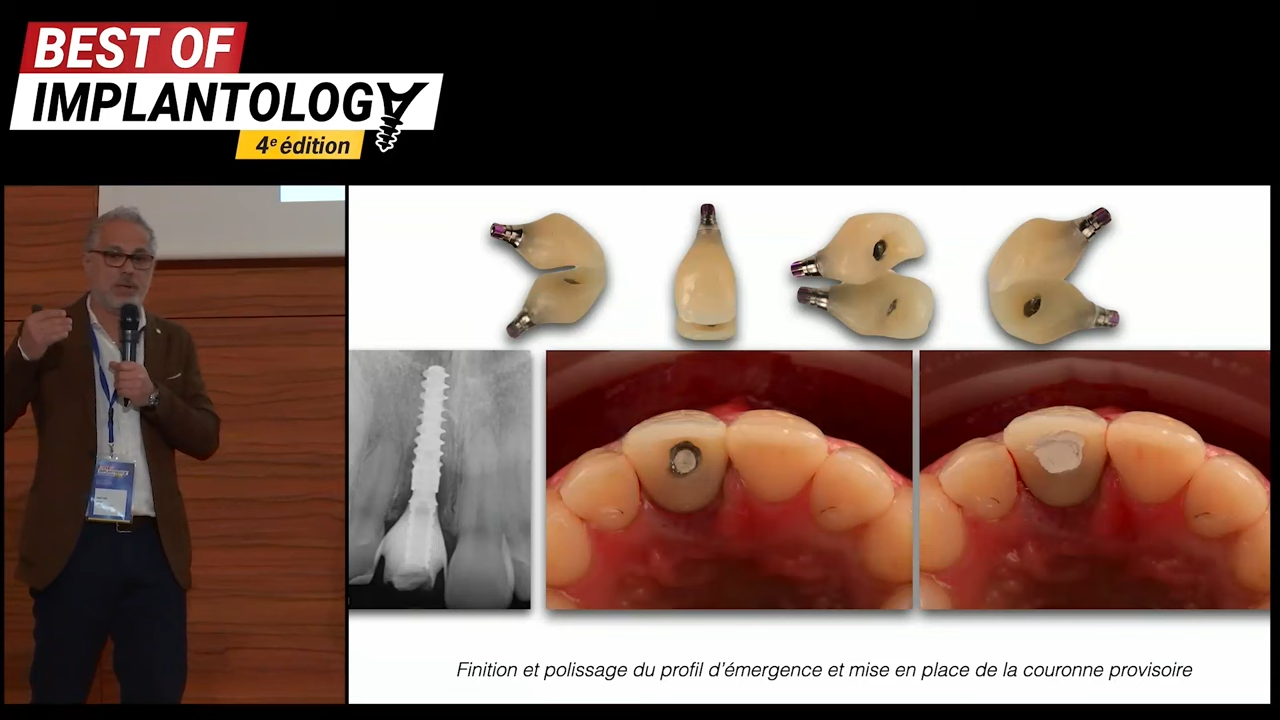 BEST OF
IMPLANTOLOGY
4e édition
Finition et polissage du profil d'émergence et mise en place de la couronne provisoire